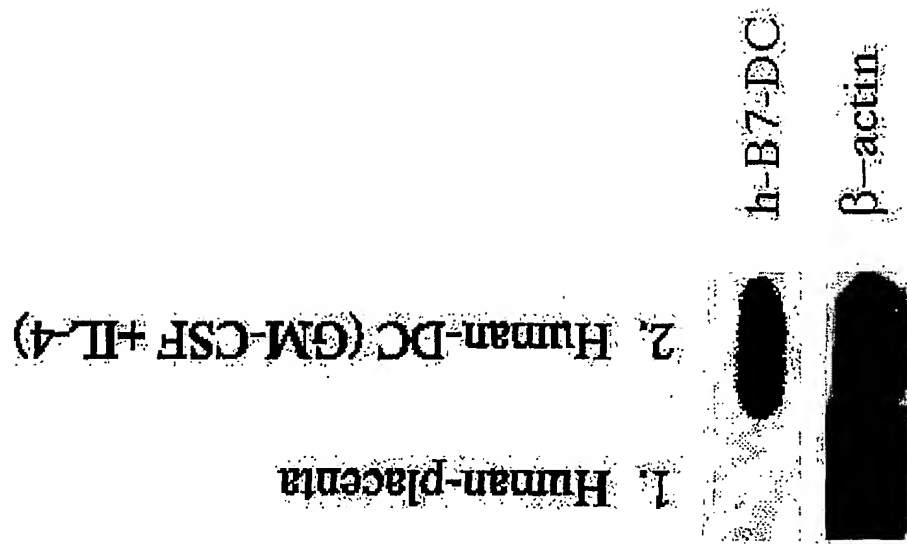 1. Human-placenta
2. Human-DC (GM-CSF +IL-4)
h-B7-DC
β-actin